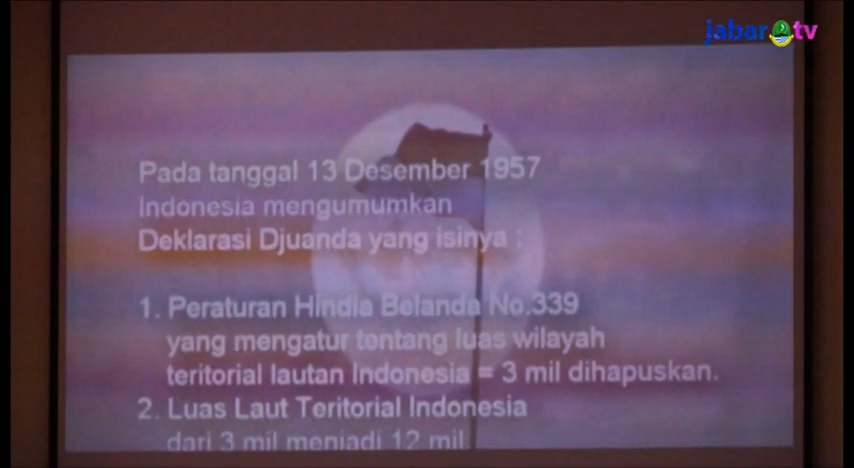 jabar tv
Pada tanggal 13 Desember 1957
Indonesia mengumumkan
Deklarasi Djuanda yang isinya :
1. Peraturan Hindia Belanda No.339
yang mengatur tentang luas wilayah
teritorial lautan Indonesia = 3 mil dihapuskan.
2. Luas Laut Teritorial Indonesia
dari 3 mil menjadi 12 mil